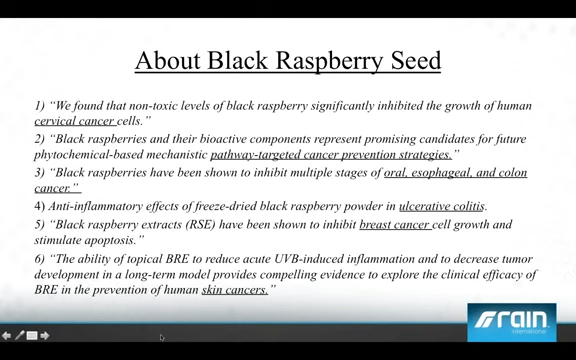 About Black Raspberry Seed
1) “We found that non-toxic levels of black raspberry significantly inhibited the growth of human
cervical cancer cells.”
2) “Black raspberries and their bioactive components represent promising candidates for future
phytochemical-based mechanistic pathway-targeted cancer prevention strategies.”
3) “Black raspberries have been shown to inhibit multiple stages of oral, esophageal, and colon
cancer.”
4) Anti-inflammatory effects of freeze-dried black raspberry powder in ulcerative colitis.
5) “Black raspberry extracts (RSE) have been shown to inhibit breast cancer cell growth and
stimulate apoptosis.”
6) “The ability of topical BRE to reduce acute UVB-induced inflammation and to decrease tumor
development in a long-term model provides compelling evidence to explore the clinical efficacy of
BRE in the prevention of human skin cancers.”
rain
international